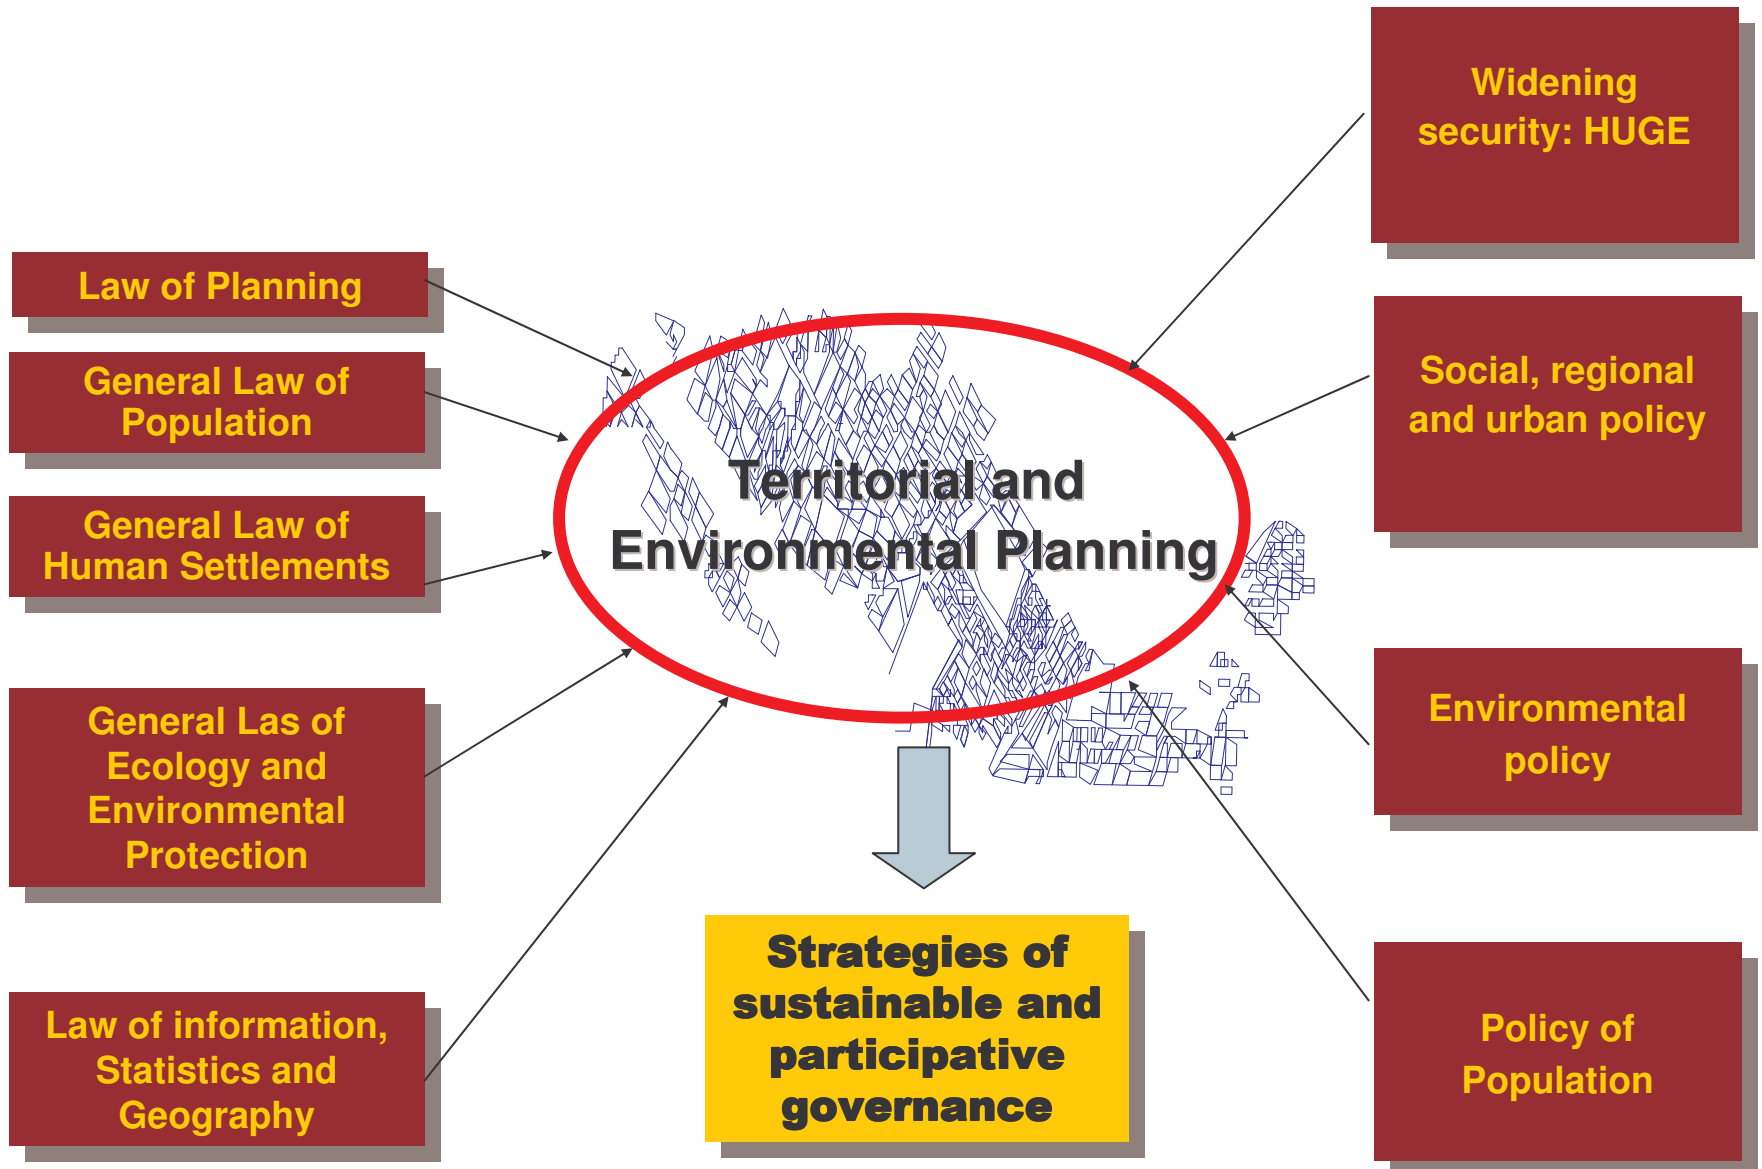 Widening
security: HUGE
Law of Planning
General Law of
Population
Social, regional
and urban policy
Territorial and
Environmental Planning
General Law of
Human Settlements
General Las of
Ecology and
Environmental
Protection
Environmental
policy
Strategies of
sustainable and
participative
governance
Law of information,
Statistics and
Geography
Policy of
Population